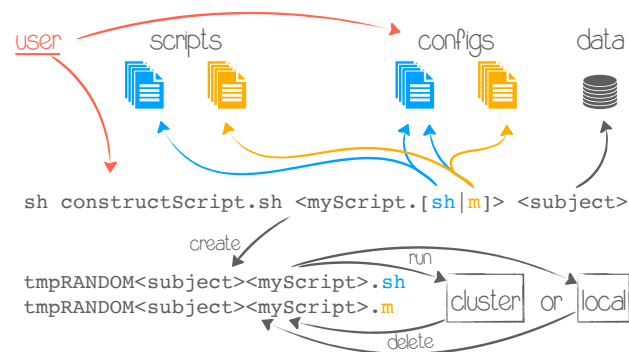 user scripts configs data
sh constructScript.sh <myScript.[sh|m]> <subject>
create
run
tmpRANDOM<subject><myScript>.sh
tmpRANDOM<subject><myScript>.m
cluster or local
delete